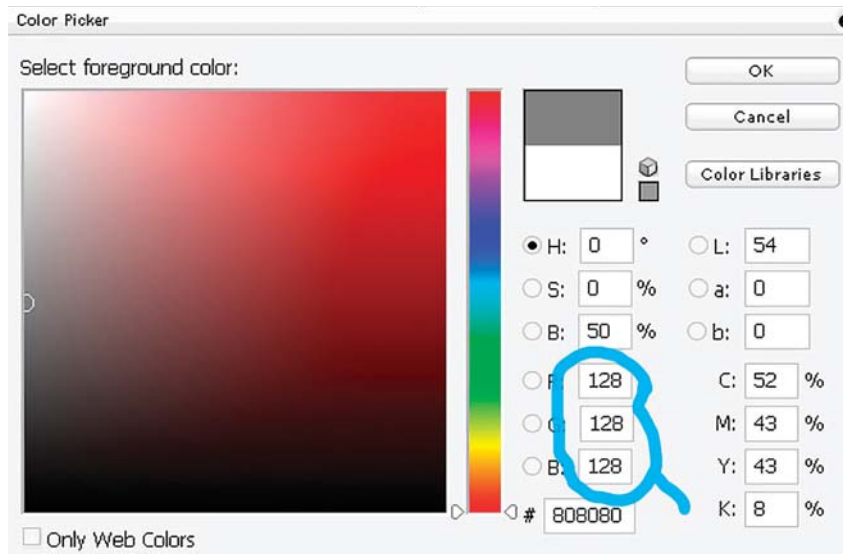 Color Picker
Select foreground color:
OK
Cancel
Color Libraries
H: 0 °
L: 54
S: 0 %
a: 0
B: 50 %
b: 0
R: 128
C: 52 %
G: 128
M: 43 %
B: 128
Y: 43 %
# 808080
K: 8 %
Only Web Colors